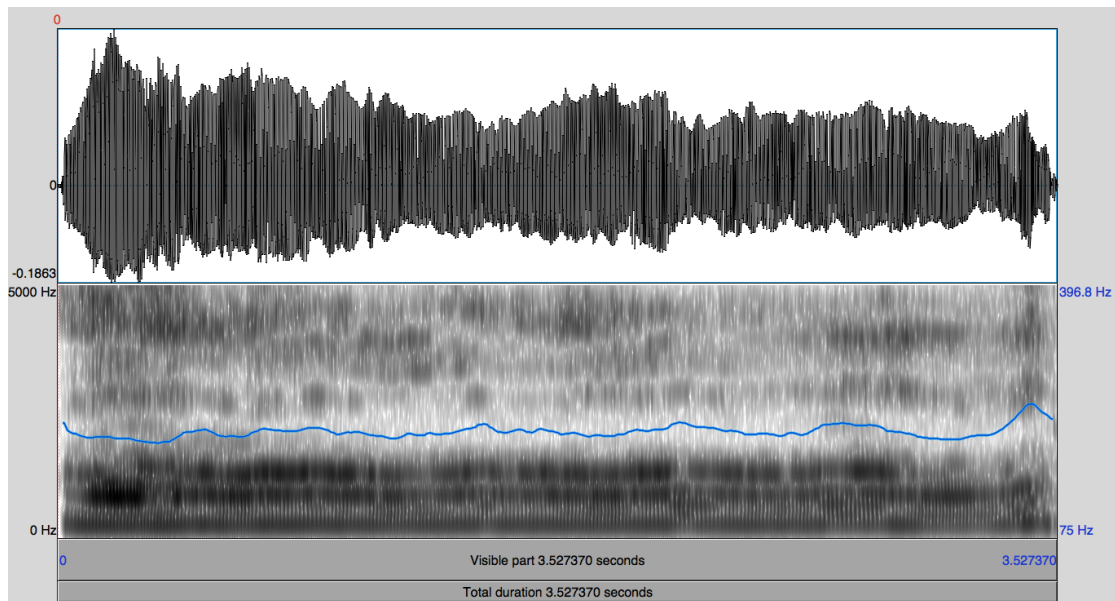 0
0
-0.1863
5000 Hz
396.8 Hz
0 Hz
75 Hz
0
Visible part 3.527370 seconds
3.527370
Total duration 3.527370 seconds